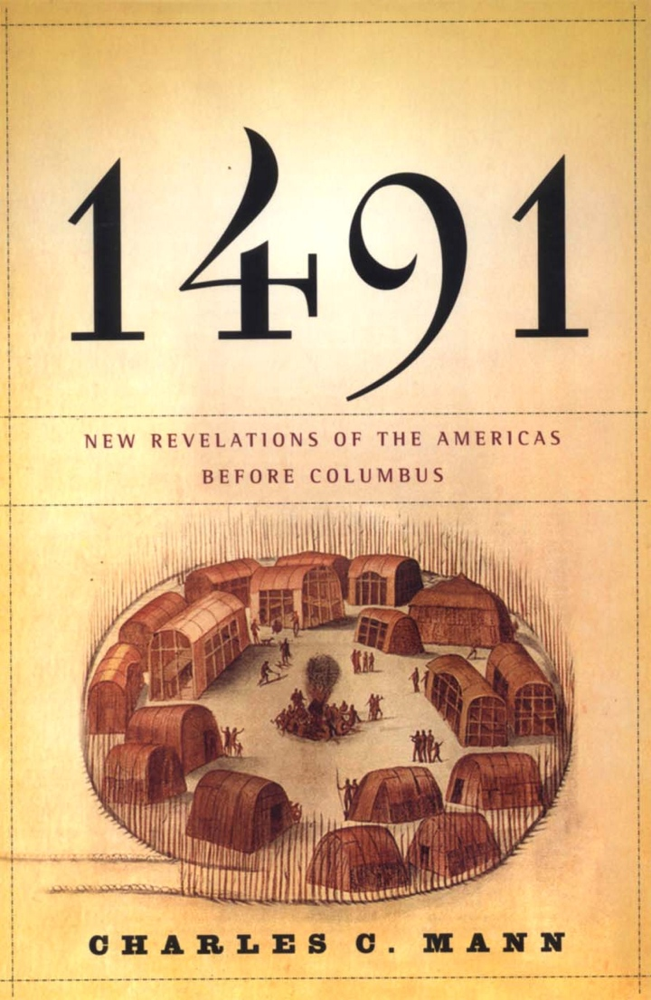 1491
NEW REVELATIONS OF THE AMERICAS
BEFORE COLUMBUS
CHARLES C. MANN